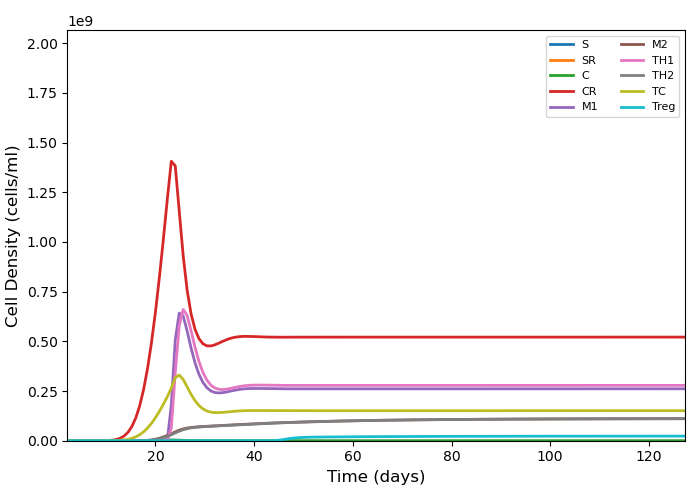 1e9
2.00
1.75
1.50
1.25
1.00
0.75
0.50
0.25
0.00
Cell Density (cells/ml)
S
SR
C
CR
M1
M2
TH1
TH2
TC
Treg
20 40 60 80 100 120
Time (days)